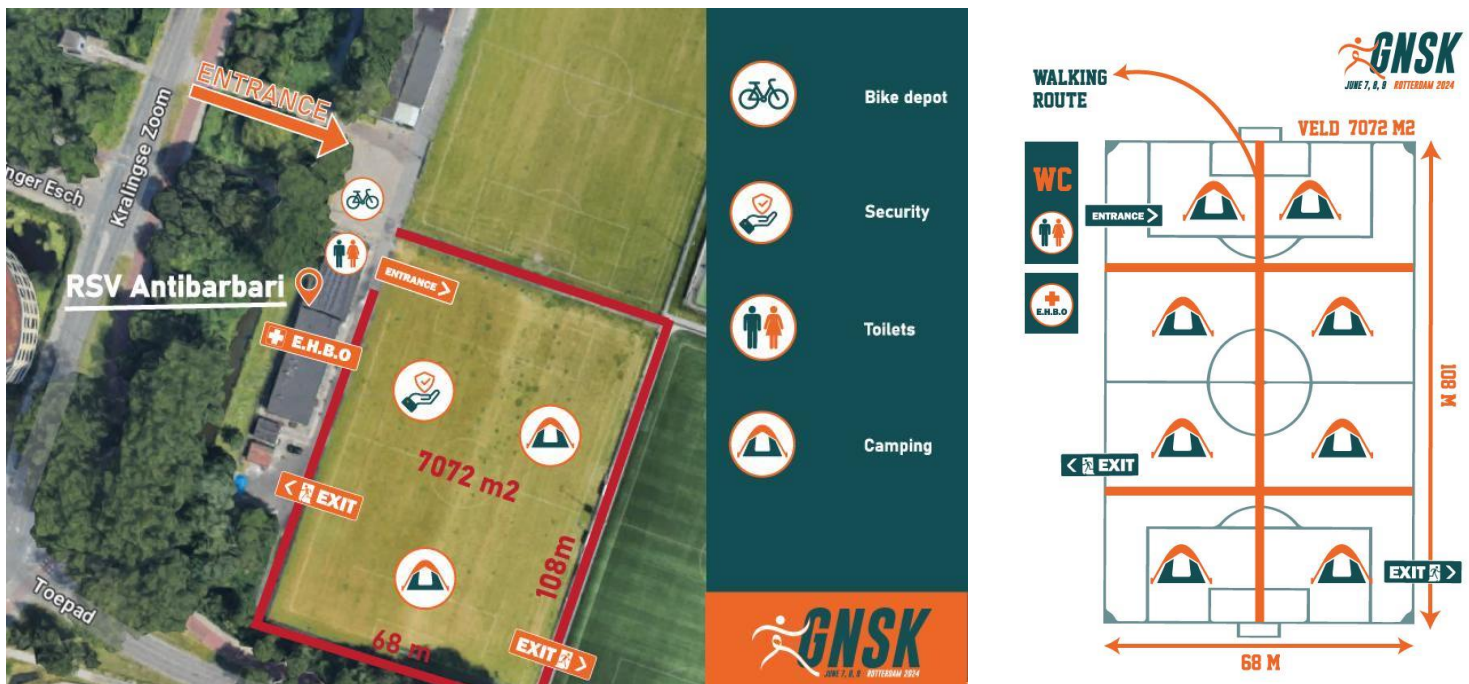 ENTRANCE
Kralingse Zoom
nger Esch
RSV Antibarbari
ENTRANCE >
E.H.B.O
7072 m2
< EXIT
108m
68 m
EXIT >
Toepad
Bike depot
Security
Toilets
Camping
GNSK
JUNE 7, 8, 9 ROTTERDAM 2024
GNSK
JUNE 7, 8, 9 ROTTERDAM 2024
WALKING
ROUTE
VELD 7072 M2
WC
ENTRANCE >
E.H.B.O
108 M
< EXIT
EXIT >
68 M